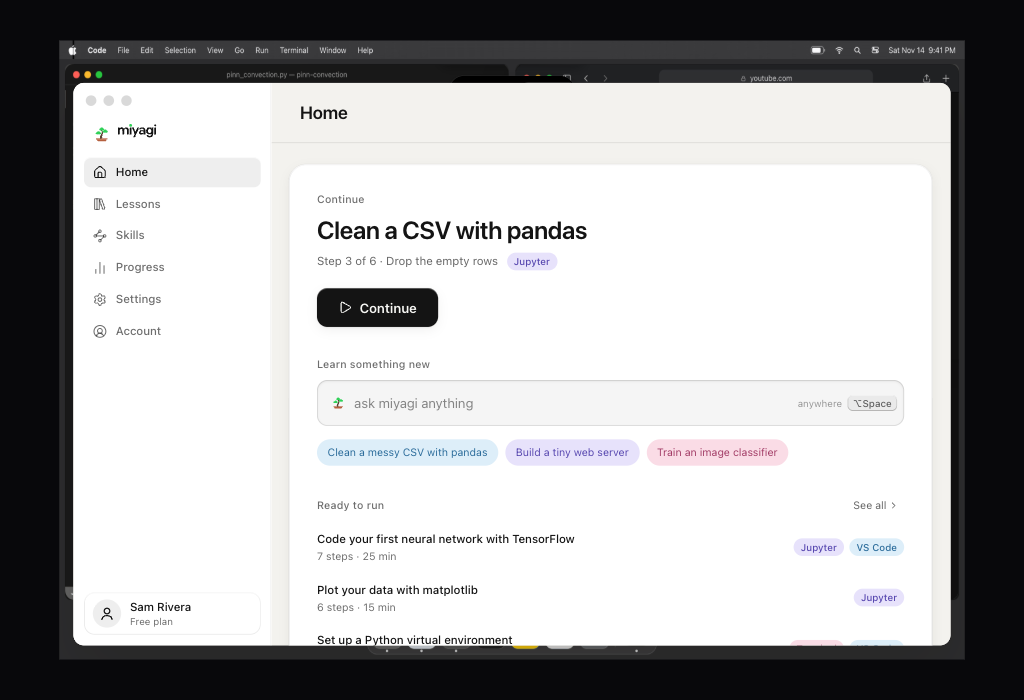 Code File Edit Selection View Go Run Terminal Window Help
Sat Nov 14 9:41 PM
pinn_convection.py — pinn-convection
youtube.com
miyagi
Home
Lessons
Skills
Progress
Settings
Account
Sam Rivera
Free plan
Home
Continue
Clean a CSV with pandas
Step 3 of 6 · Drop the empty rows Jupyter
Continue
Learn something new
ask miyagi anything anywhere ⌥Space
Clean a messy CSV with pandas Build a tiny web server Train an image classifier
Ready to run See all
Code your first neural network with TensorFlow
7 steps · 25 min
Jupyter VS Code
Plot your data with matplotlib
6 steps · 15 min
Jupyter
Set up a Python virtual environment